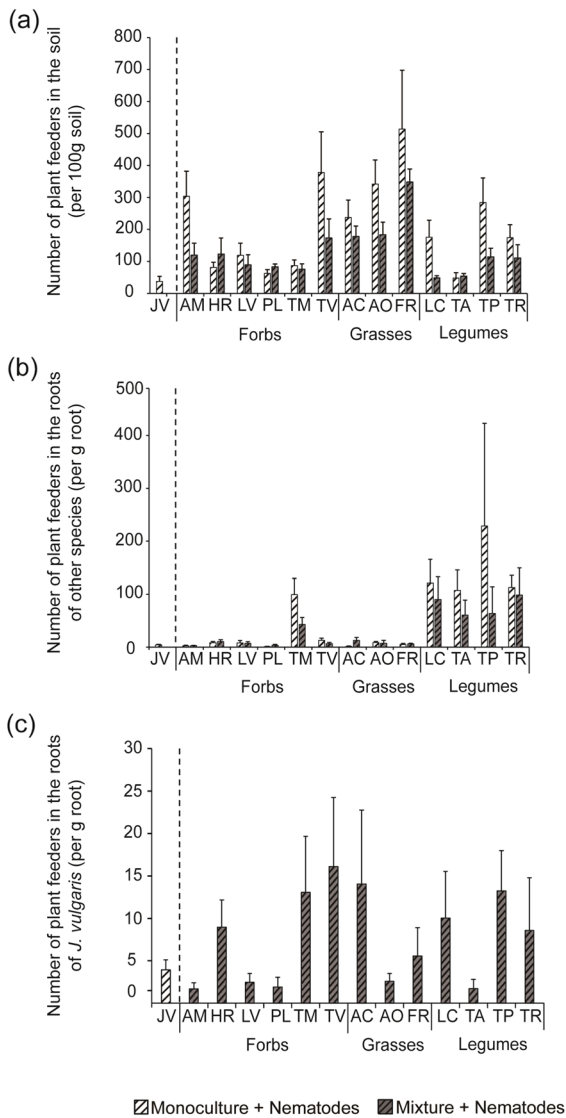 (a)
Number of plant feeders in the soil
(per 100g soil)
800
700
600
500
400
300
200
100
0
JV AM HR LV PL TM TV AC AO FR LC TA TP TR
Forbs Grasses Legumes
(b)
Number of plant feeders in the roots
of other species (per g root)
500
400
300
200
100
0
JV AM HR LV PL TM TV AC AO FR LC TA TP TR
Forbs Grasses Legumes
(c)
Number of plant feeders in the roots
of J. vulgaris (per g root)
30
25
20
15
10
5
0
JV AM HR LV PL TM TV AC AO FR LC TA TP TR
Forbs Grasses Legumes
Monoculture + Nematodes Mixture + Nematodes